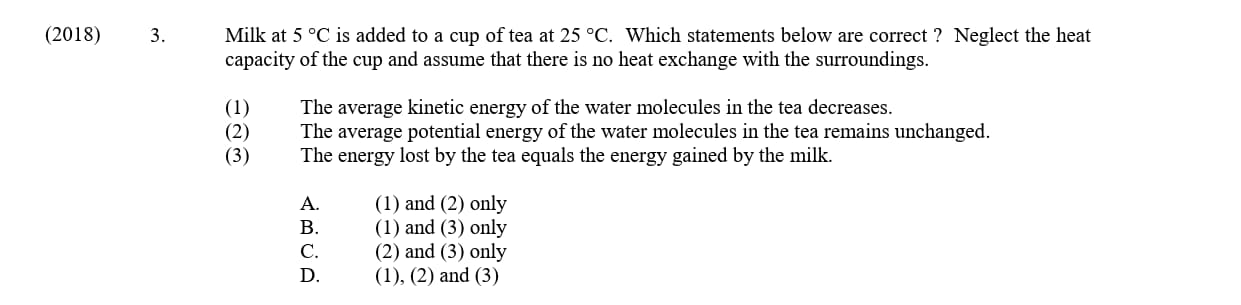 (2018) 3. Milk at 5 °C is added to a cup of tea at 25 °C. Which statements below are correct ? Neglect the heat
capacity of the cup and assume that there is no heat exchange with the surroundings.
(1) The average kinetic energy of the water molecules in the tea decreases.
(2) The average potential energy of the water molecules in the tea remains unchanged.
(3) The energy lost by the tea equals the energy gained by the milk.
A. (1) and (2) only
B. (1) and (3) only
C. (2) and (3) only
D. (1), (2) and (3)